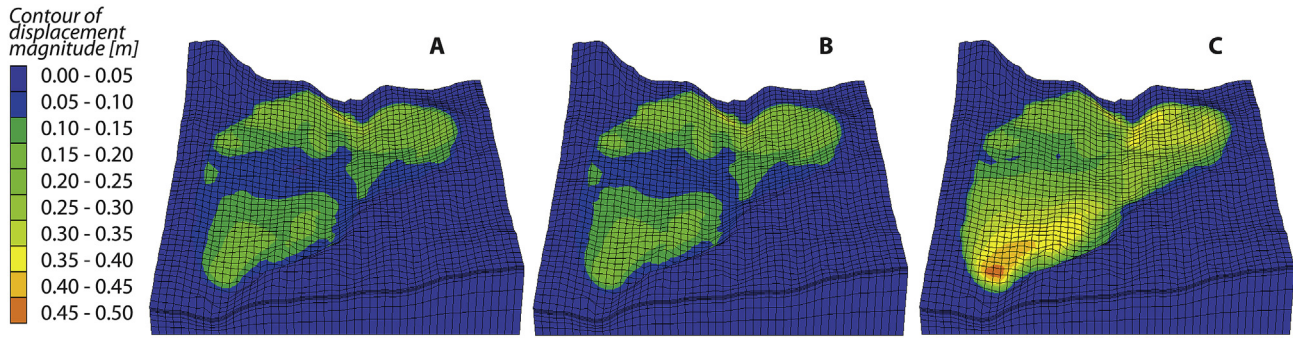 Contour of
displacement
magnitude [m]
0.00 - 0.05
0.05 - 0.10
0.10 - 0.15
0.15 - 0.20
0.20 - 0.25
0.25 - 0.30
0.30 - 0.35
0.35 - 0.40
0.40 - 0.45
0.45 - 0.50
A
B
C